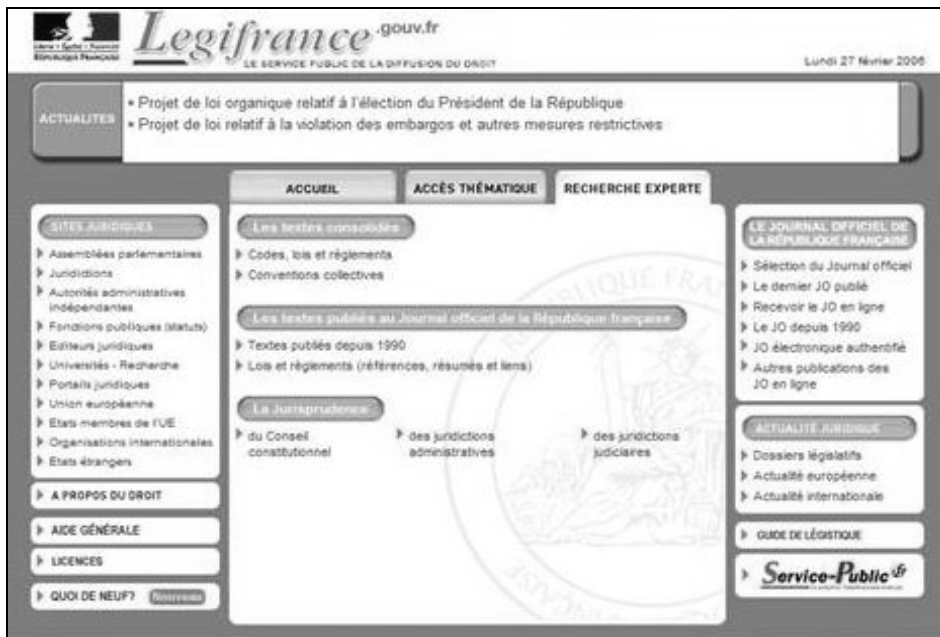 Liberté • Égalité • Fraternité
RÉPUBLIQUE FRANÇAISE
Legifrance .gouv.fr
LE SERVICE PUBLIC DE LA DIFFUSION DU DROIT
Lundi 27 février 2006
ACTUALITES
Projet de loi organique relatif à l'élection du Président de la République
Projet de loi relatif à la violation des embargos et autres mesures restrictives
ACCUEIL
ACCÈS THÉMATIQUE
RECHERCHE EXPERTE
SITES JURIDIQUES
Assemblées parlementaires
Juridictions
Autorités administratives
indépendantes
Fonctions publiques (statuts)
Editeurs juridiques
Universités - Recherche
Portails juridiques
Union européenne
Etats membres de l'UE
Organisations internationales
Etats étrangers
A PROPOS DU DROIT
AIDE GÉNÉRALE
LICENCES
QUOI DE NEUF? Nouveau
Les textes consolidés
Codes, lois et règlements
Conventions collectives
Les textes publiés au Journal officiel de la République française
Textes publiés depuis 1990
Lois et règlements (références, résumés et liens)
La Jurisprudence
du Conseil
constitutionnel
des juridictions
administratives
des juridictions
judiciaires
RÉPUBLIQUE FRANÇAISE
LE JOURNAL OFFICIEL DE
LA RÉPUBLIQUE FRANÇAISE
Sélection du Journal officiel
Le dernier JO publié
Recevoir le JO en ligne
Le JO depuis 1990
JO électronique authentifié
Autres publications des
JO en ligne
ACTUALITÉ JURIDIQUE
Dossiers législatifs
Actualité européenne
Actualité internationale
GUIDE DE LÉGISTIQUE
Service-Public.fr